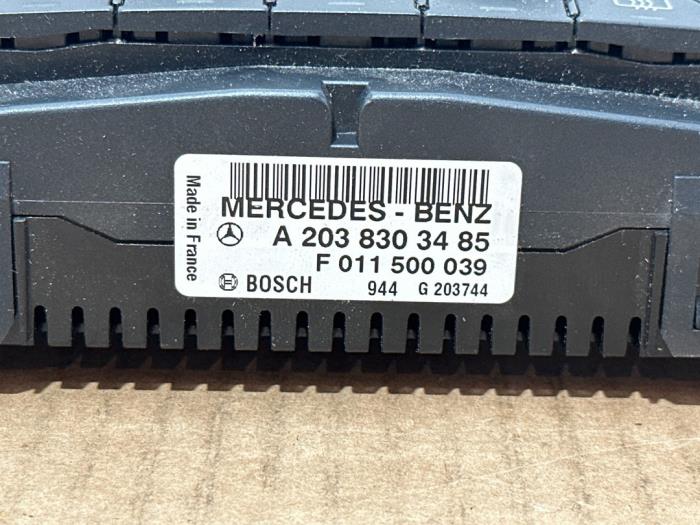 Made in France
MERCEDES - BENZ
A 203 830 34 85
F 011 500 039
BOSCH 944 G 203744